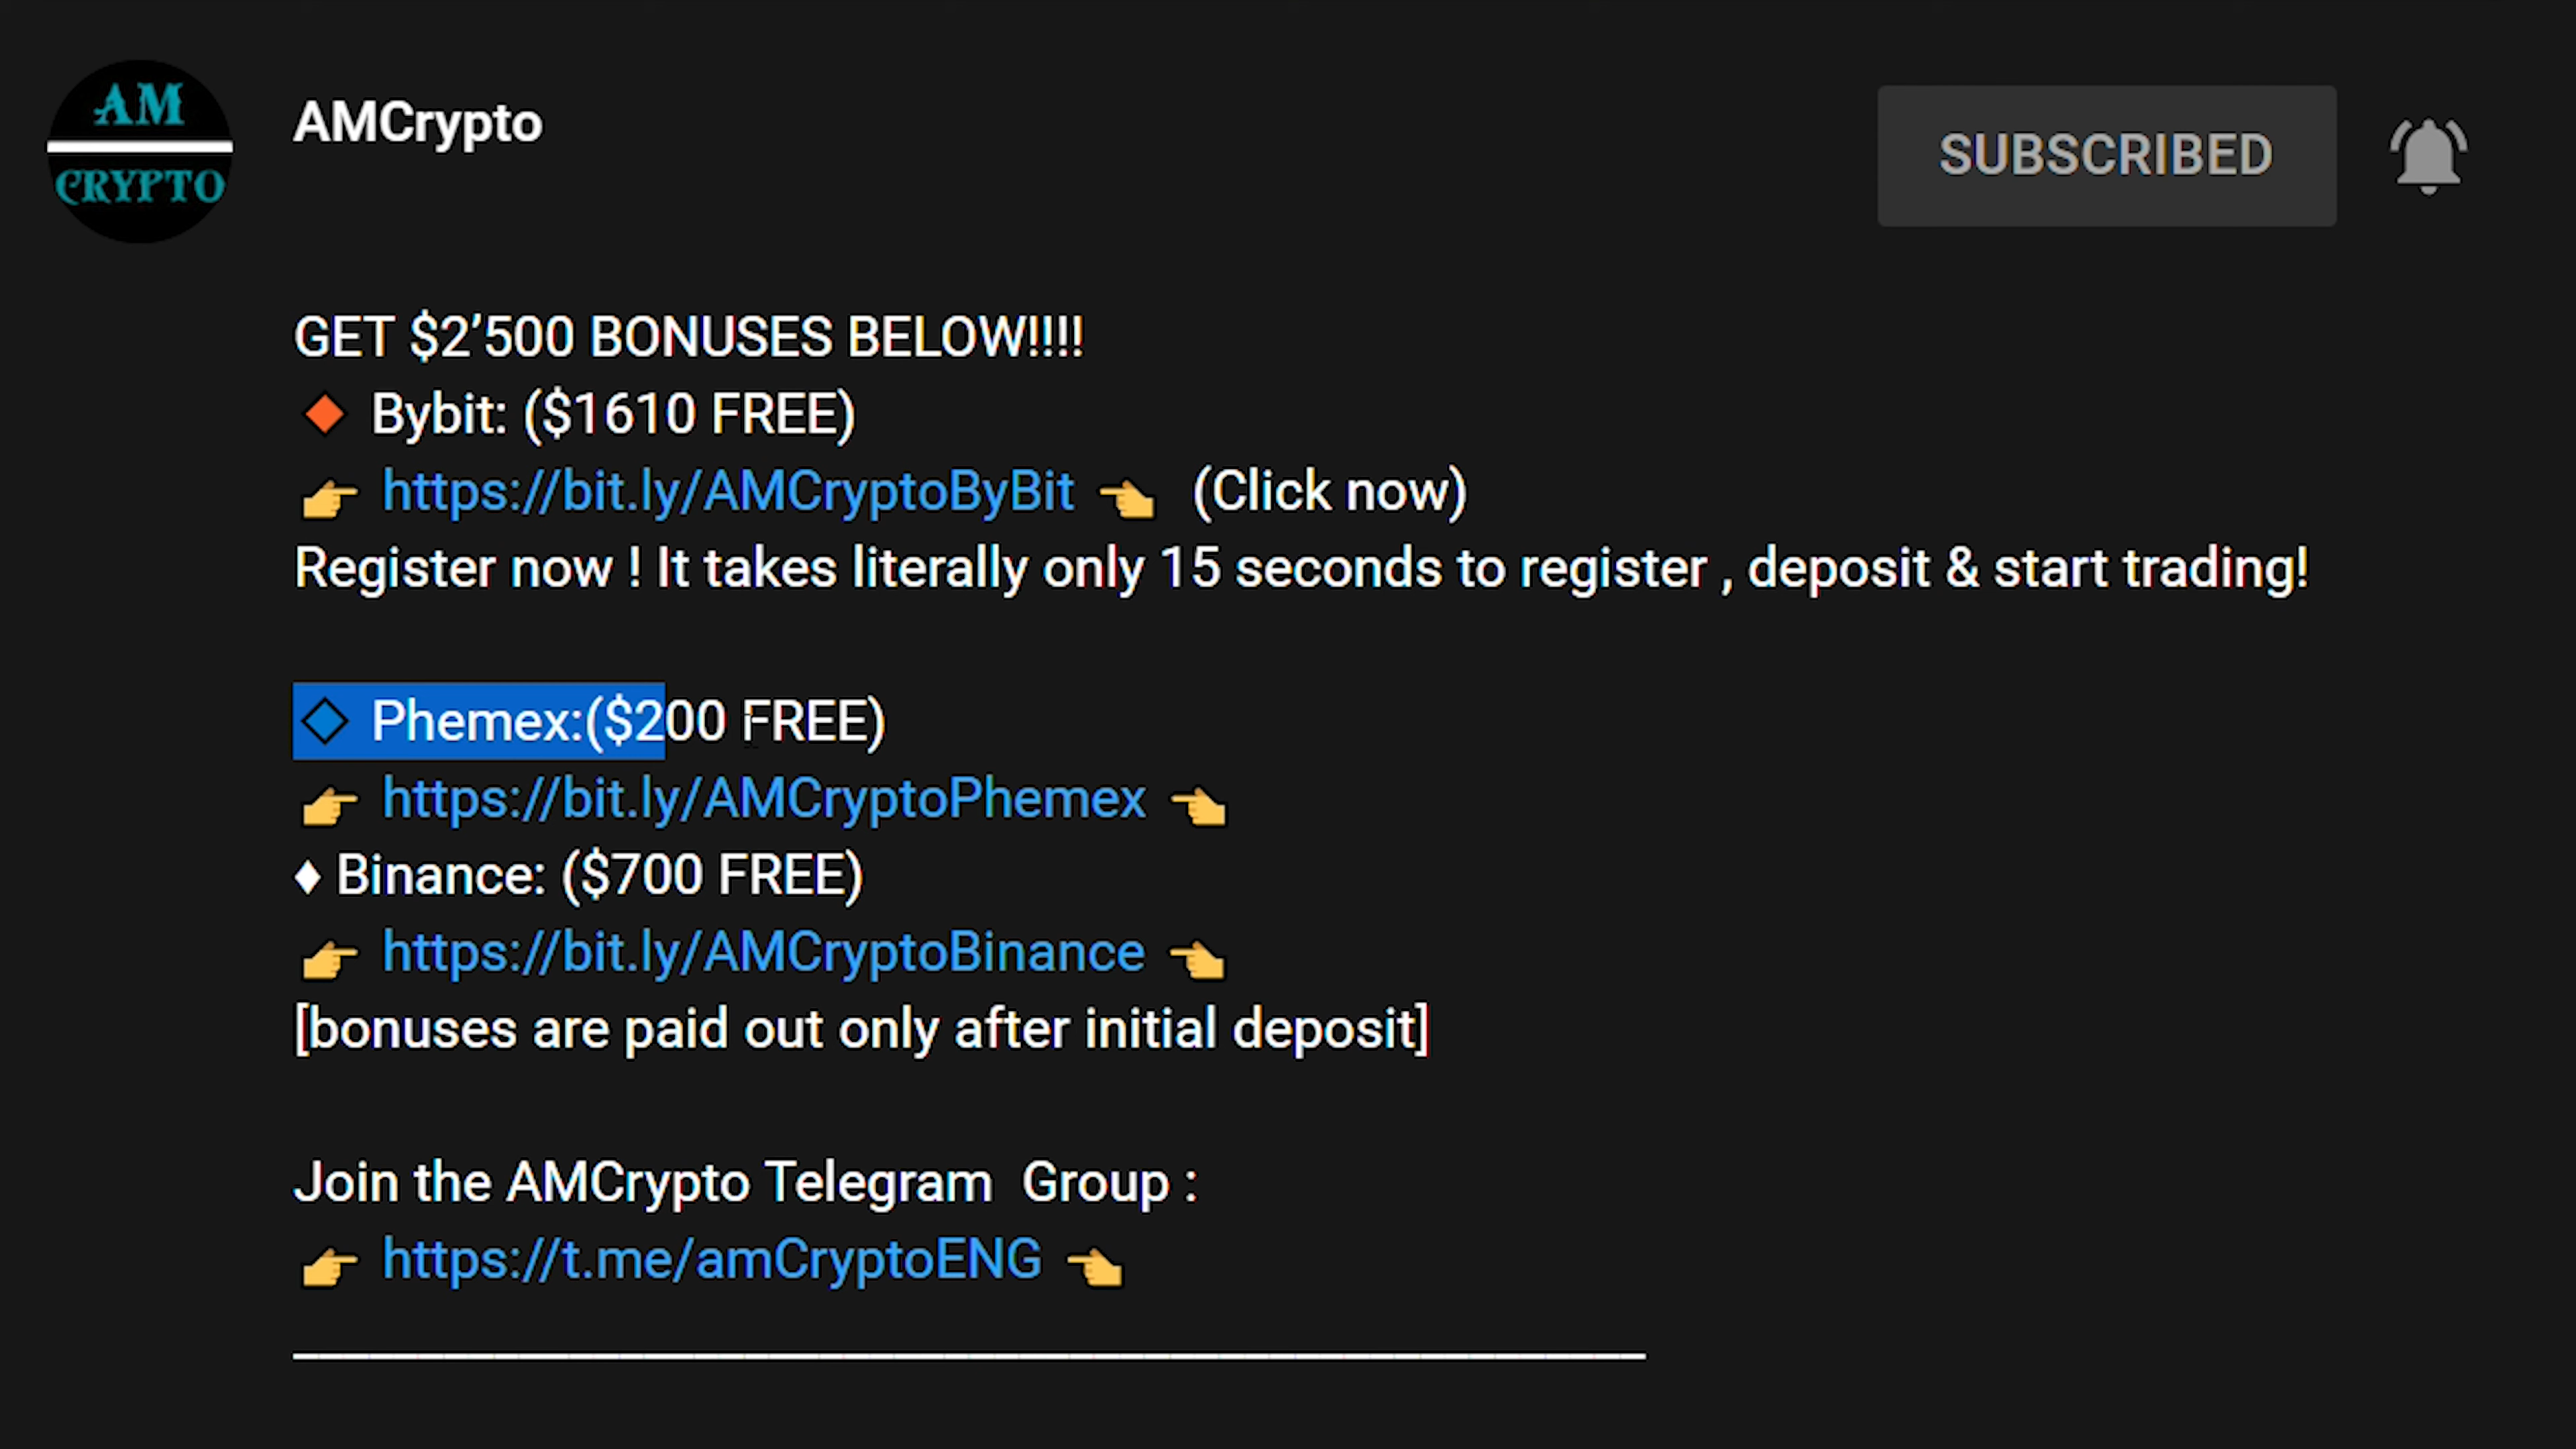 AM
CRYPTO
AMCrypto
SUBSCRIBED
GET $2’500 BONUSES BELOW!!!!
🔸 Bybit: ($1610 FREE)
👉 https://bit.ly/AMCryptoByBit 👈 (Click now)
Register now ! It takes literally only 15 seconds to register , deposit & start trading!
🔹 Phemex:($200 FREE)
👉 https://bit.ly/AMCryptoPhemex 👈
♦ Binance: ($700 FREE)
👉 https://bit.ly/AMCryptoBinance 👈
[bonuses are paid out only after initial deposit]
Join the AMCrypto Telegram  Group :
👉 https://t.me/amCryptoENG 👈